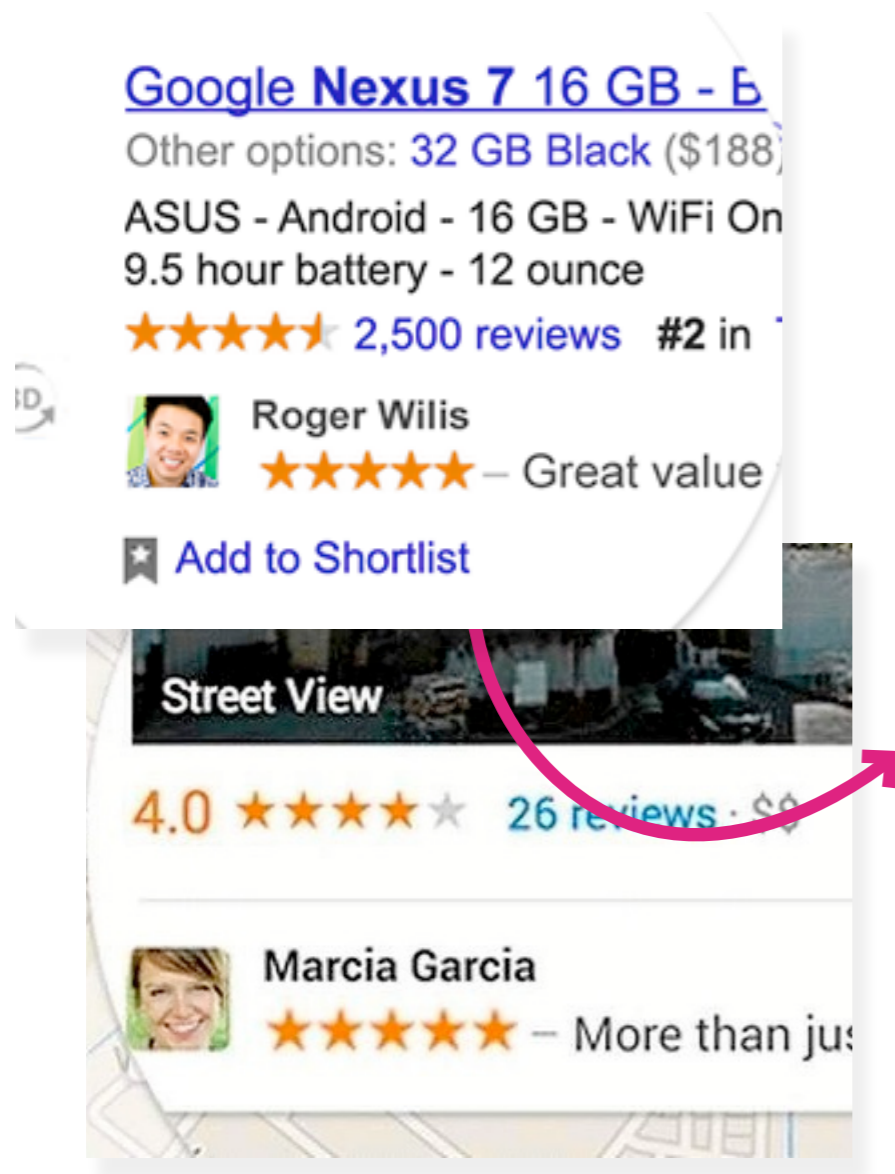 Google Nexus 7 16 GB - B
Other options: 32 GB Black ($188)
ASUS - Android - 16 GB - WiFi On
9.5 hour battery - 12 ounce
2,500 reviews #2 in
3D
Roger Wilis
– Great value
Add to Shortlist
Street View
4.0 26 reviews · $$
Marcia Garcia
– More than jus